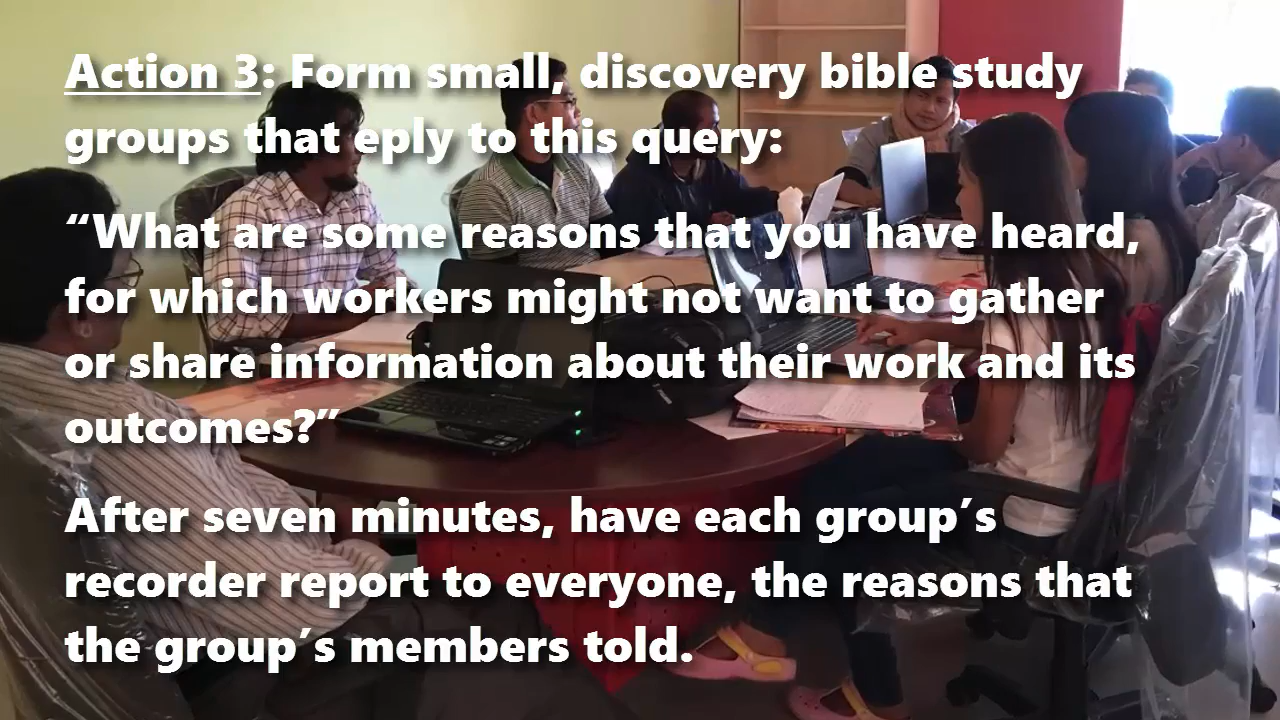 Action 3: Form small, discovery bible study
groups that eply to this query:
“What are some reasons that you have heard,
for which workers might not want to gather
or share information about their work and its
outcomes?”
After seven minutes, have each group’s
recorder report to everyone, the reasons that
the group’s members told.